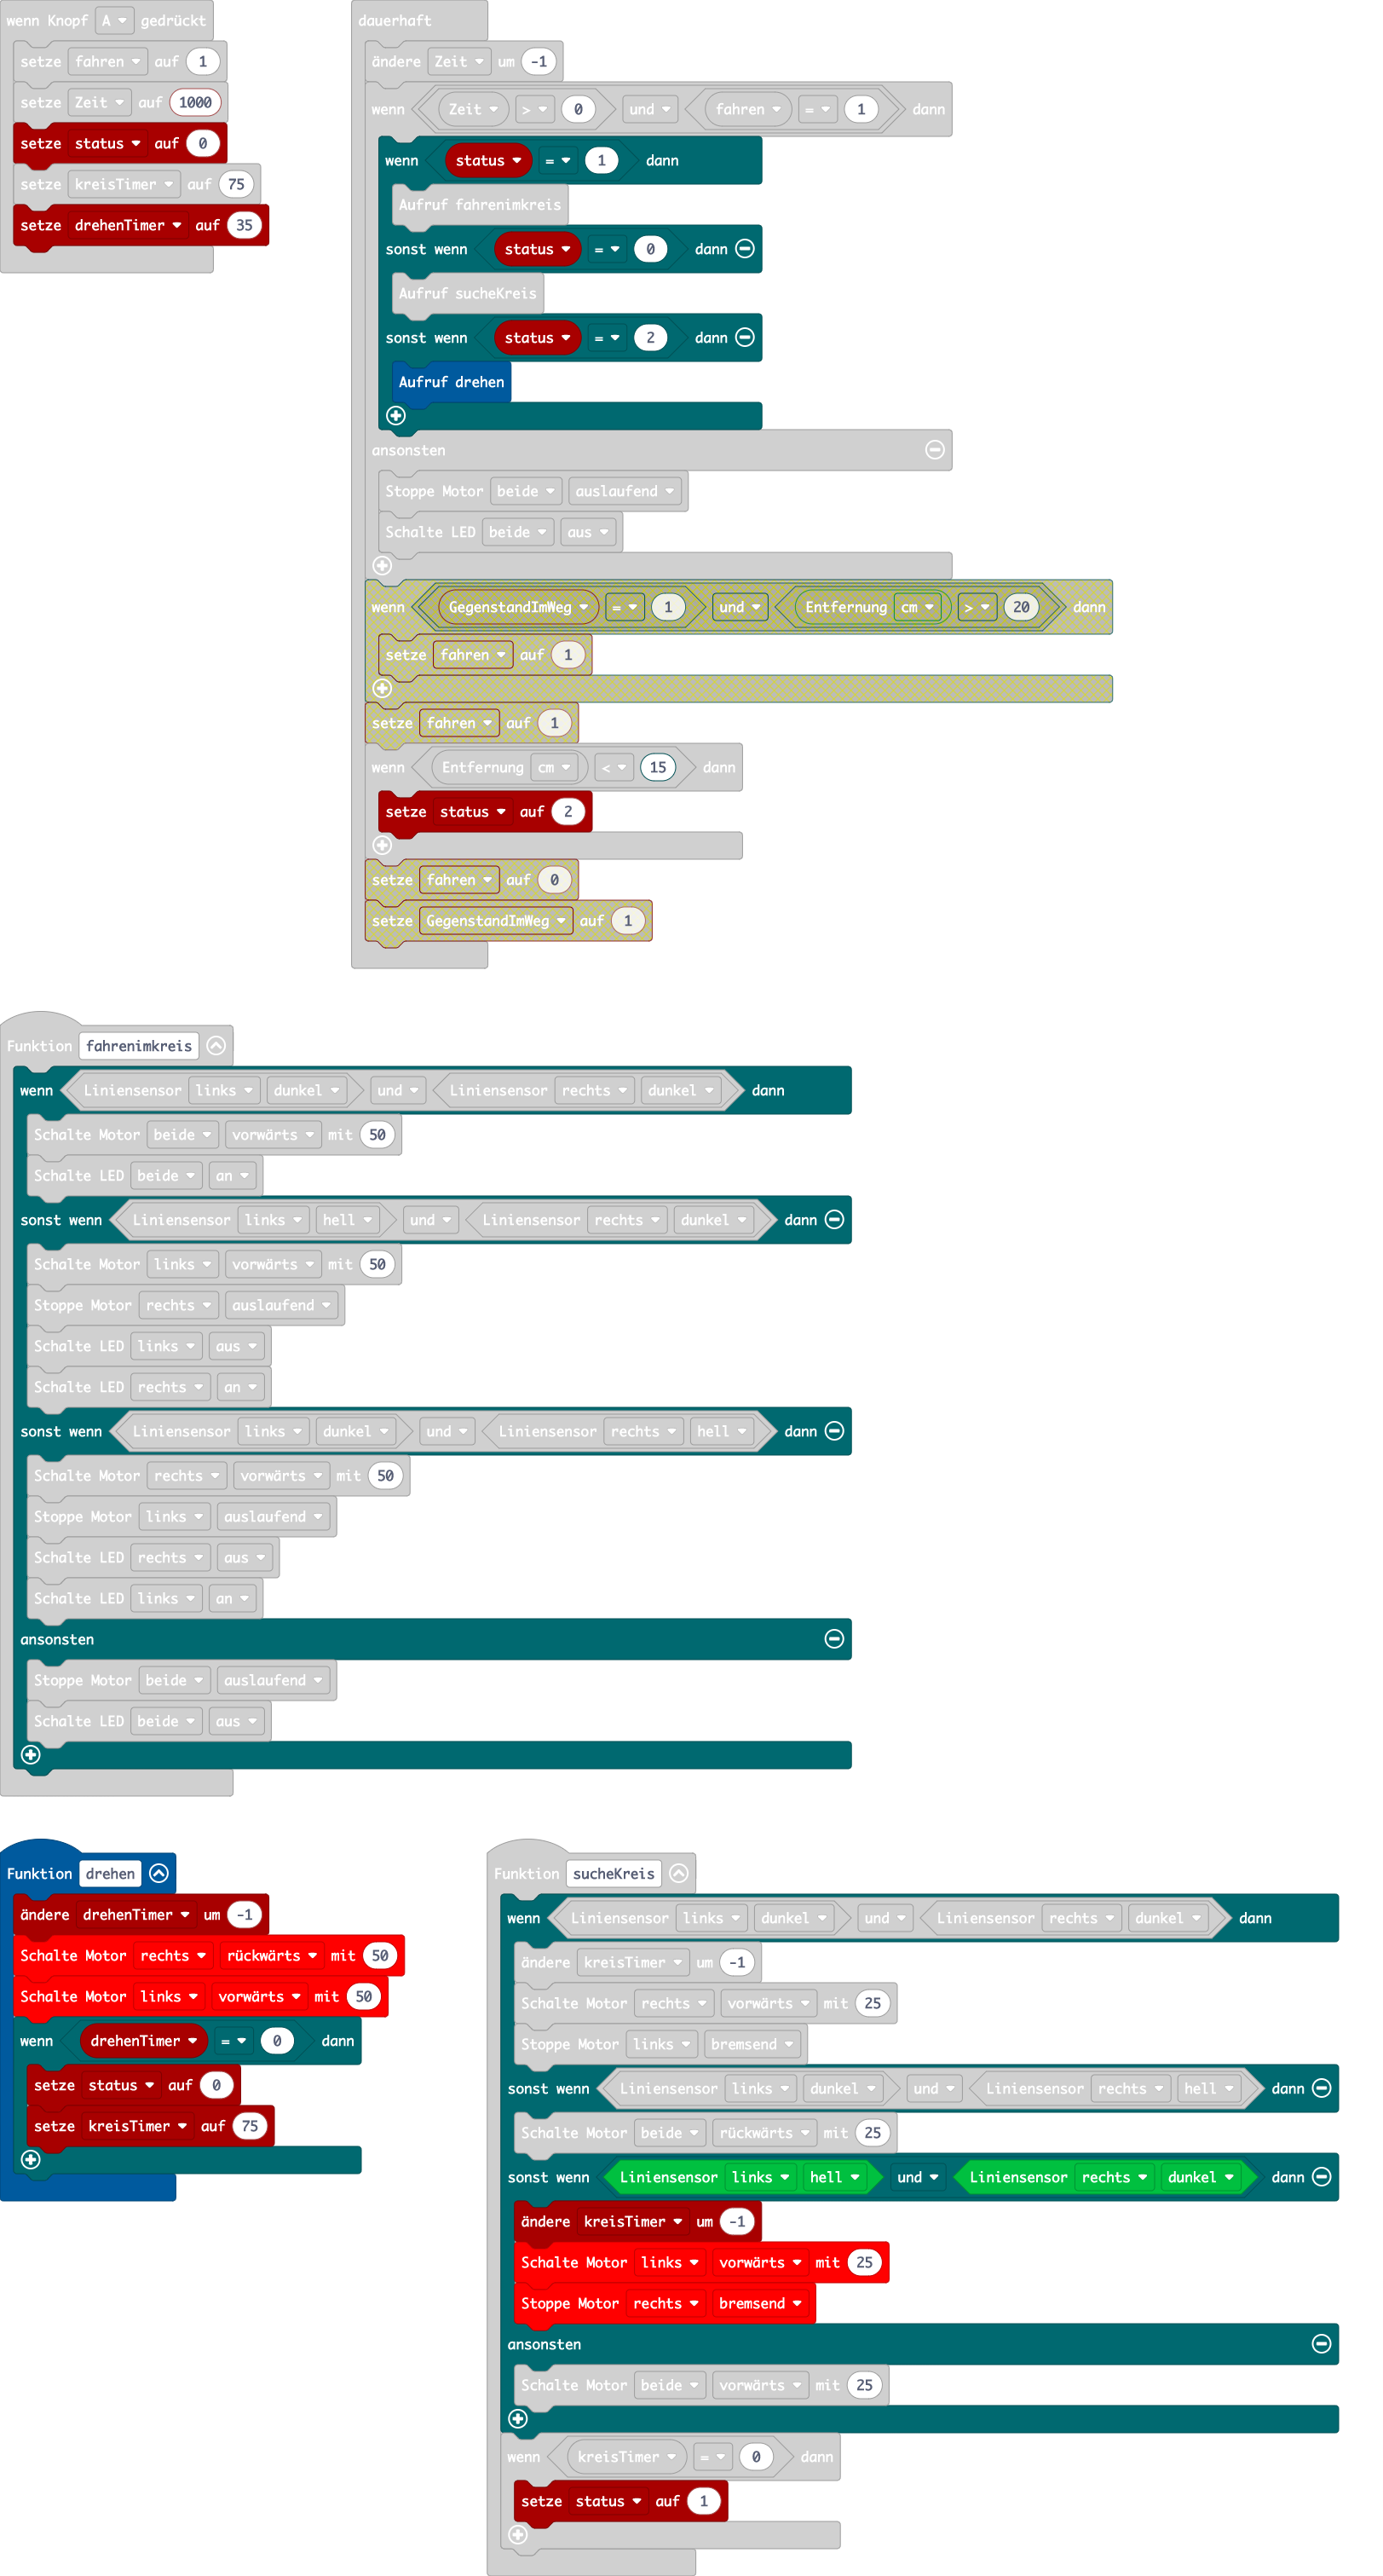 wenn Knopf A gedrückt
setze fahren auf 1
setze Zeit auf 1000
setze status auf 0
setze kreisTimer auf 75
setze drehenTimer auf 35
dauerhaft
ändere Zeit um -1
wenn Zeit > 0 und fahren = 1 dann
wenn status = 1 dann
Aufruf fahrenimkreis
sonst wenn status = 0 dann
Aufruf sucheKreis
sonst wenn status = 2 dann
Aufruf drehen
ansonsten
Stoppe Motor beide auslaufend
Schalte LED beide aus
wenn GegenstandImWeg = 1 und Entfernung cm > 20 dann
setze fahren auf 1
setze fahren auf 1
wenn Entfernung cm < 15 dann
setze status auf 2
setze fahren auf 0
setze GegenstandImWeg auf 1
Funktion fahrenimkreis
wenn Liniensensor links dunkel und Liniensensor rechts dunkel dann
Schalte Motor beide vorwärts mit 50
Schalte LED beide an
sonst wenn Liniensensor links hell und Liniensensor rechts dunkel dann
Schalte Motor links vorwärts mit 50
Stoppe Motor rechts auslaufend
Schalte LED links aus
Schalte LED rechts an
sonst wenn Liniensensor links dunkel und Liniensensor rechts hell dann
Schalte Motor rechts vorwärts mit 50
Stoppe Motor links auslaufend
Schalte LED rechts aus
Schalte LED links an
ansonsten
Stoppe Motor beide auslaufend
Schalte LED beide aus
Funktion drehen
ändere drehenTimer um -1
Schalte Motor rechts rückwärts mit 50
Schalte Motor links vorwärts mit 50
wenn drehenTimer = 0 dann
setze status auf 0
setze kreisTimer auf 75
Funktion sucheKreis
wenn Liniensensor links dunkel und Liniensensor rechts dunkel dann
ändere kreisTimer um -1
Schalte Motor rechts vorwärts mit 25
Stoppe Motor links bremsend
sonst wenn Liniensensor links dunkel und Liniensensor rechts hell dann
Schalte Motor beide rückwärts mit 25
sonst wenn Liniensensor links hell und Liniensensor rechts dunkel dann
ändere kreisTimer um -1
Schalte Motor links vorwärts mit 25
Stoppe Motor rechts bremsend
ansonsten
Schalte Motor beide vorwärts mit 25
wenn kreisTimer = 0 dann
setze status auf 1